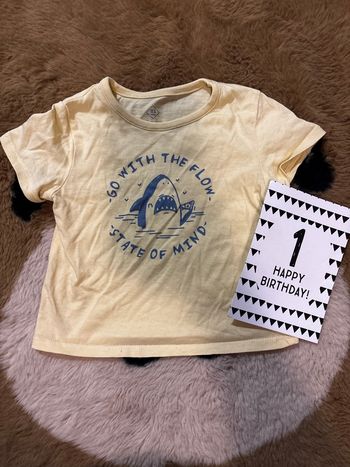 GO WITH THE FLOW
STATE OF MIND
1
HAPPY
BIRTHDAY!